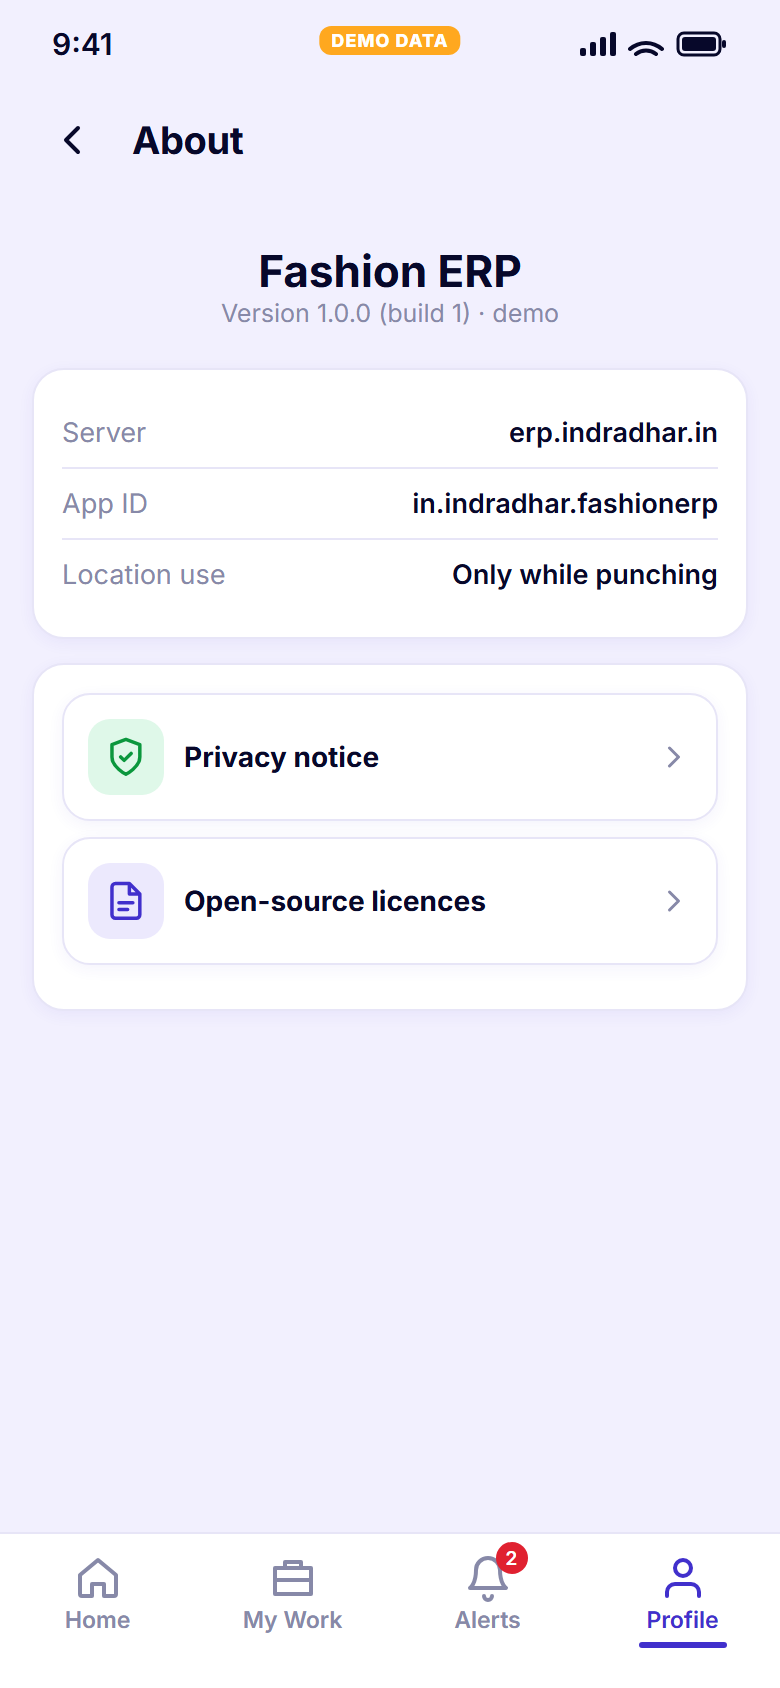 9:41
DEMO DATA
About
Fashion ERP
Version 1.0.0 (build 1) · demo
Server erp.indradhar.in
App ID in.indradhar.fashionerp
Location use Only while punching
Privacy notice
Open-source licences
2
Home My Work Alerts Profile